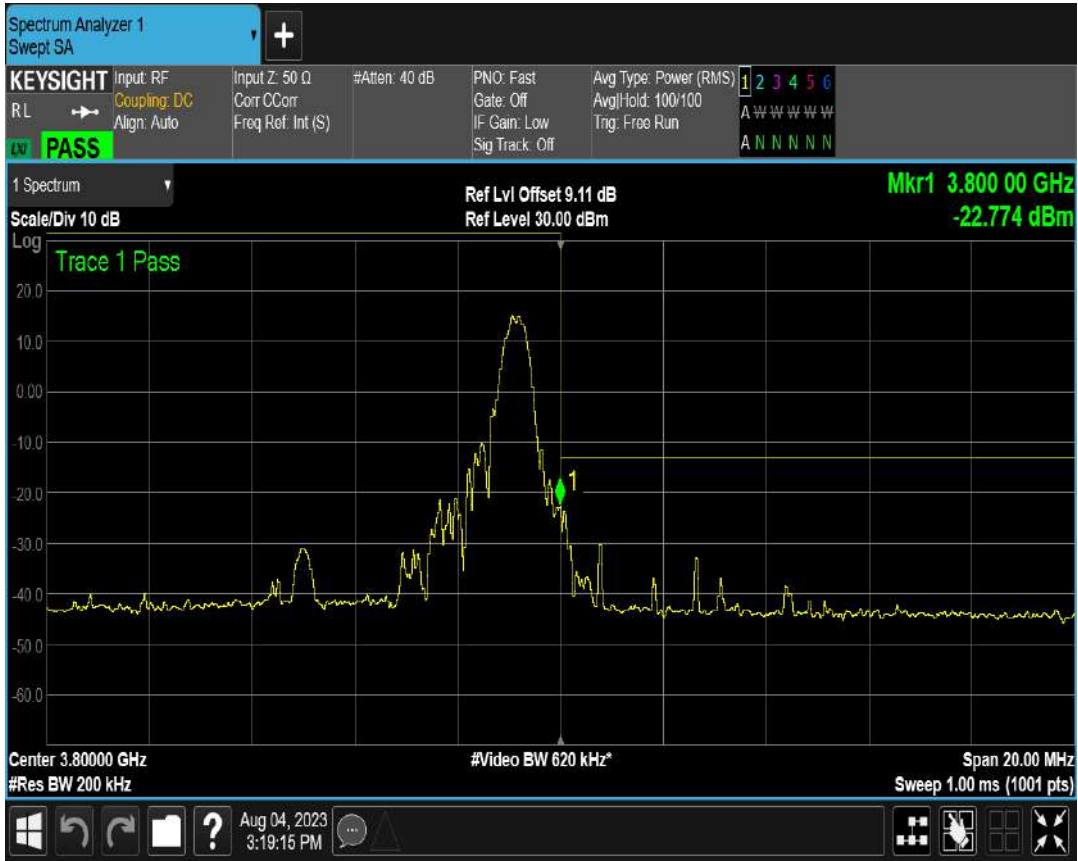 Spectrum Analyzer 1
Swept SA
+
KEYSIGHT
RL
LXI
PASS
Input: RF
Coupling: DC
Align: Auto
Input Z: 50 Ω
Corr CCorr
Freq Ref: Int (S)
#Atten: 40 dB
PNO: Fast
Gate: Off
IF Gain: Low
Sig Track: Off
Avg Type: Power (RMS)
Avg|Hold: 100/100
Trig: Free Run
1 2 3 4 5 6
A W W W W W
A N N N N N
1 Spectrum
Scale/Div 10 dB
Ref Lvl Offset 9.11 dB
Ref Level 30.00 dBm
Mkr1 3.800 00 GHz
-22.774 dBm
Log
Trace 1 Pass
20.0
10.0
0.00
-10.0
-20.0
-30.0
-40.0
-50.0
-60.0
1
Center 3.80000 GHz
#Res BW 200 kHz
#Video BW 620 kHz*
Span 20.00 MHz
Sweep 1.00 ms (1001 pts)
?
Aug 04, 2023
3:19:15 PM